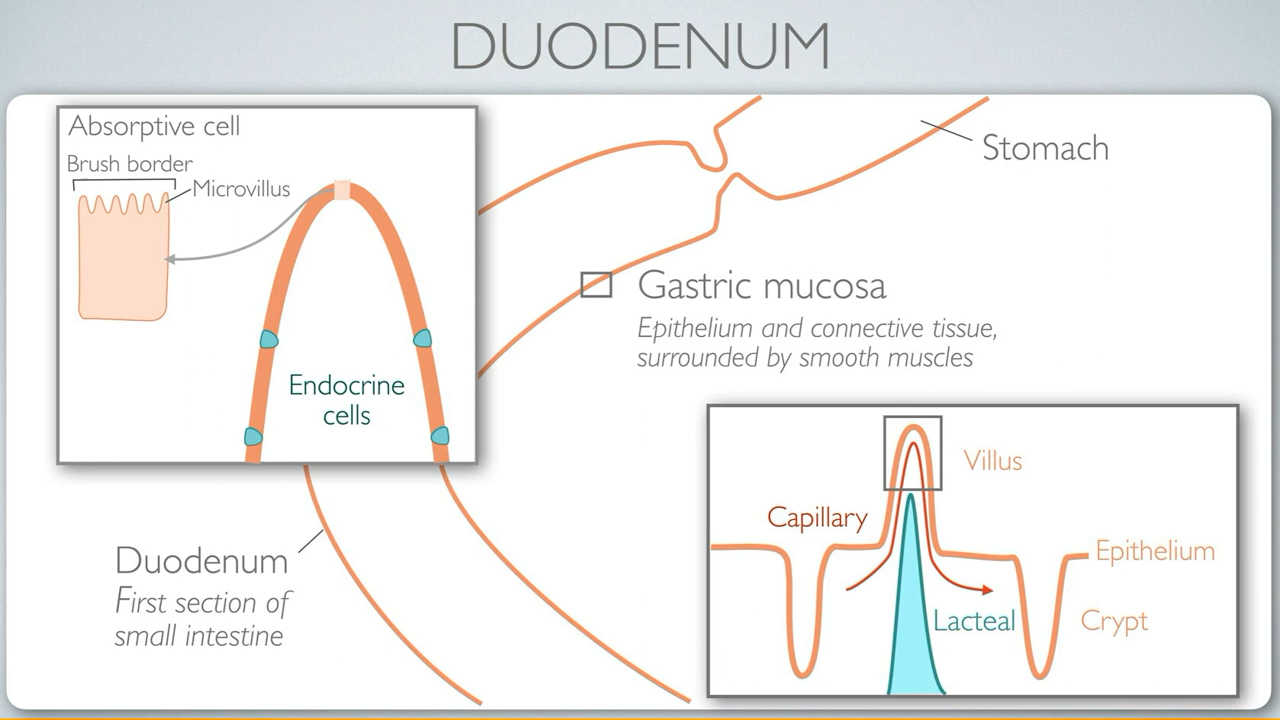 DUODENUM
Absorptive cell
Brush border
Microvillus
Endocrine
cells
Stomach
Gastric mucosa
Epithelium and connective tissue,
surrounded by smooth muscles
Duodenum
First section of
small intestine
Villus
Capillary
Epithelium
Lacteal
Crypt